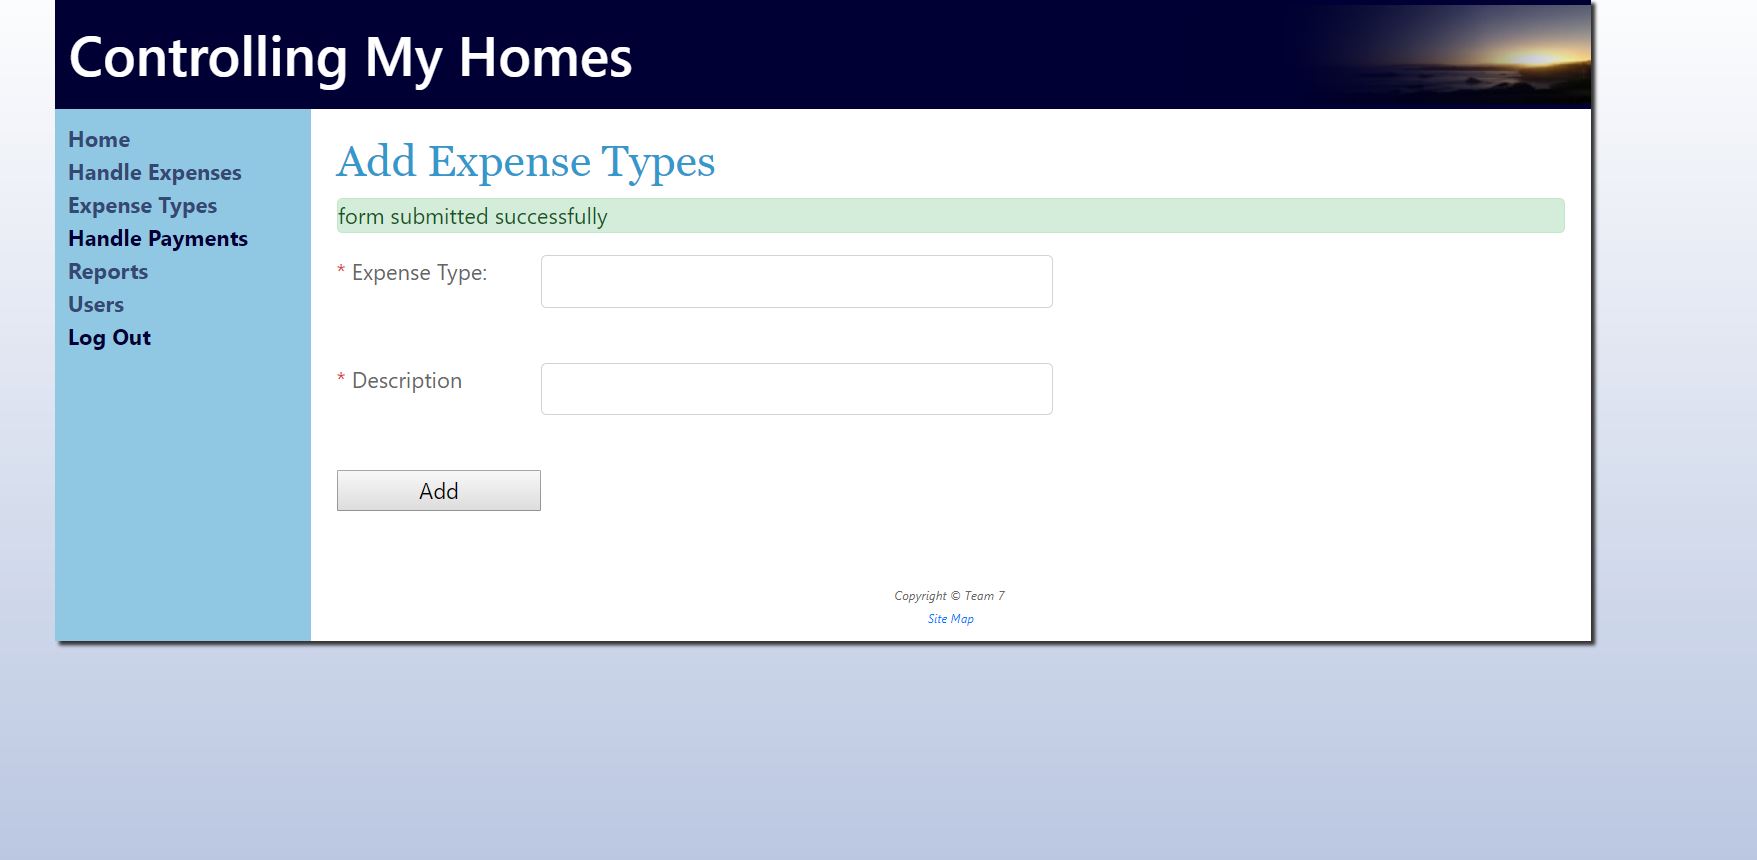 Controlling My Homes
Home
Handle Expenses
Expense Types
Handle Payments
Reports
Users
Log Out
Add Expense Types
form submitted successfully
* Expense Type:
* Description
Add
Copyright © Team 7
Site Map